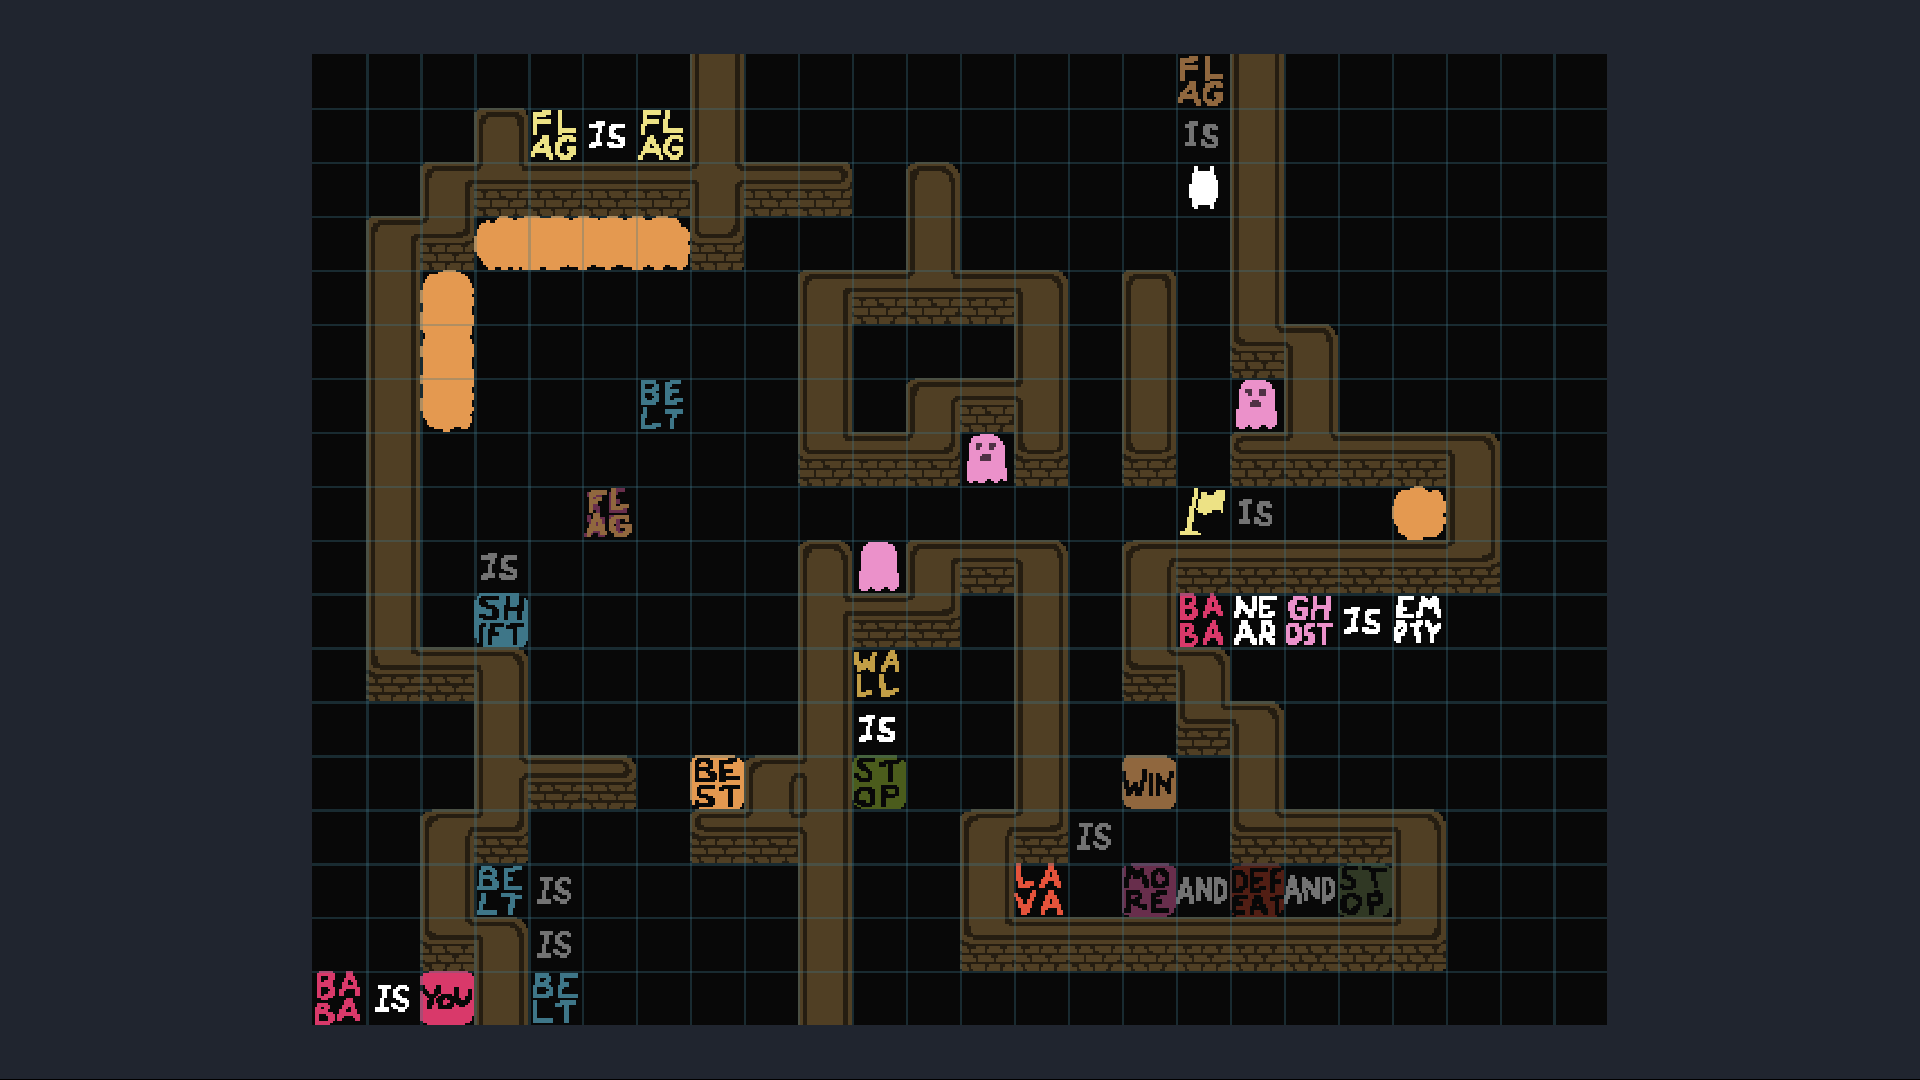 FLAG
FLAG IS FLAG IS
BELT
FLAG IS
IS
SHIFT BABA NEAR GHOST IS EMPTY
WALL
IS
BEST STOP WIN
IS
BELT IS LAVA MORE AND DEFEAT AND STOP
IS
BABA IS YOU BELT